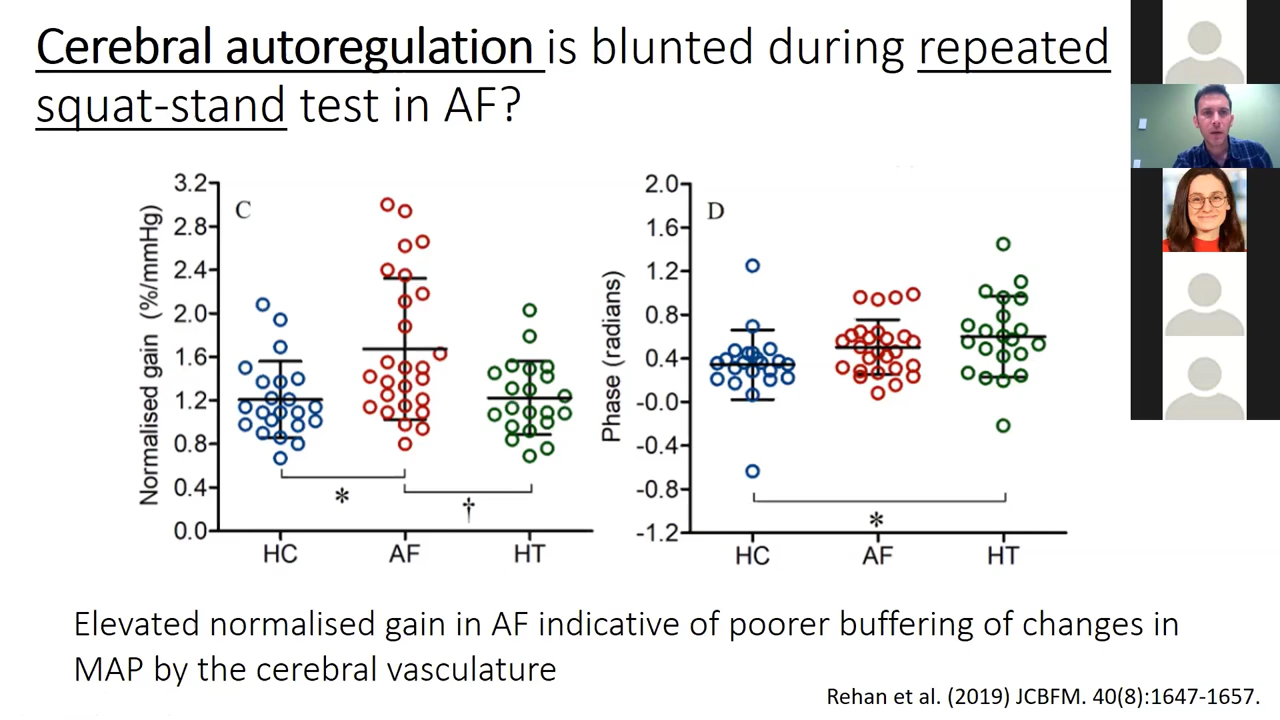 Cerebral autoregulation is blunted during repeated
squat-stand test in AF?
C
Normalised gain (%/mmHg)
3.2
2.8
2.4
2.0
1.6
1.2
0.8
0.4
0.0
*
†
HC AF HT
D
Phase (radians)
2.0
1.6
1.2
0.8
0.4
-0.0
-0.4
-0.8
-1.2
*
HC AF HT
Elevated normalised gain in AF indicative of poorer buffering of changes in
MAP by the cerebral vasculature
Rehan et al. (2019) JCBFM. 40(8):1647-1657.